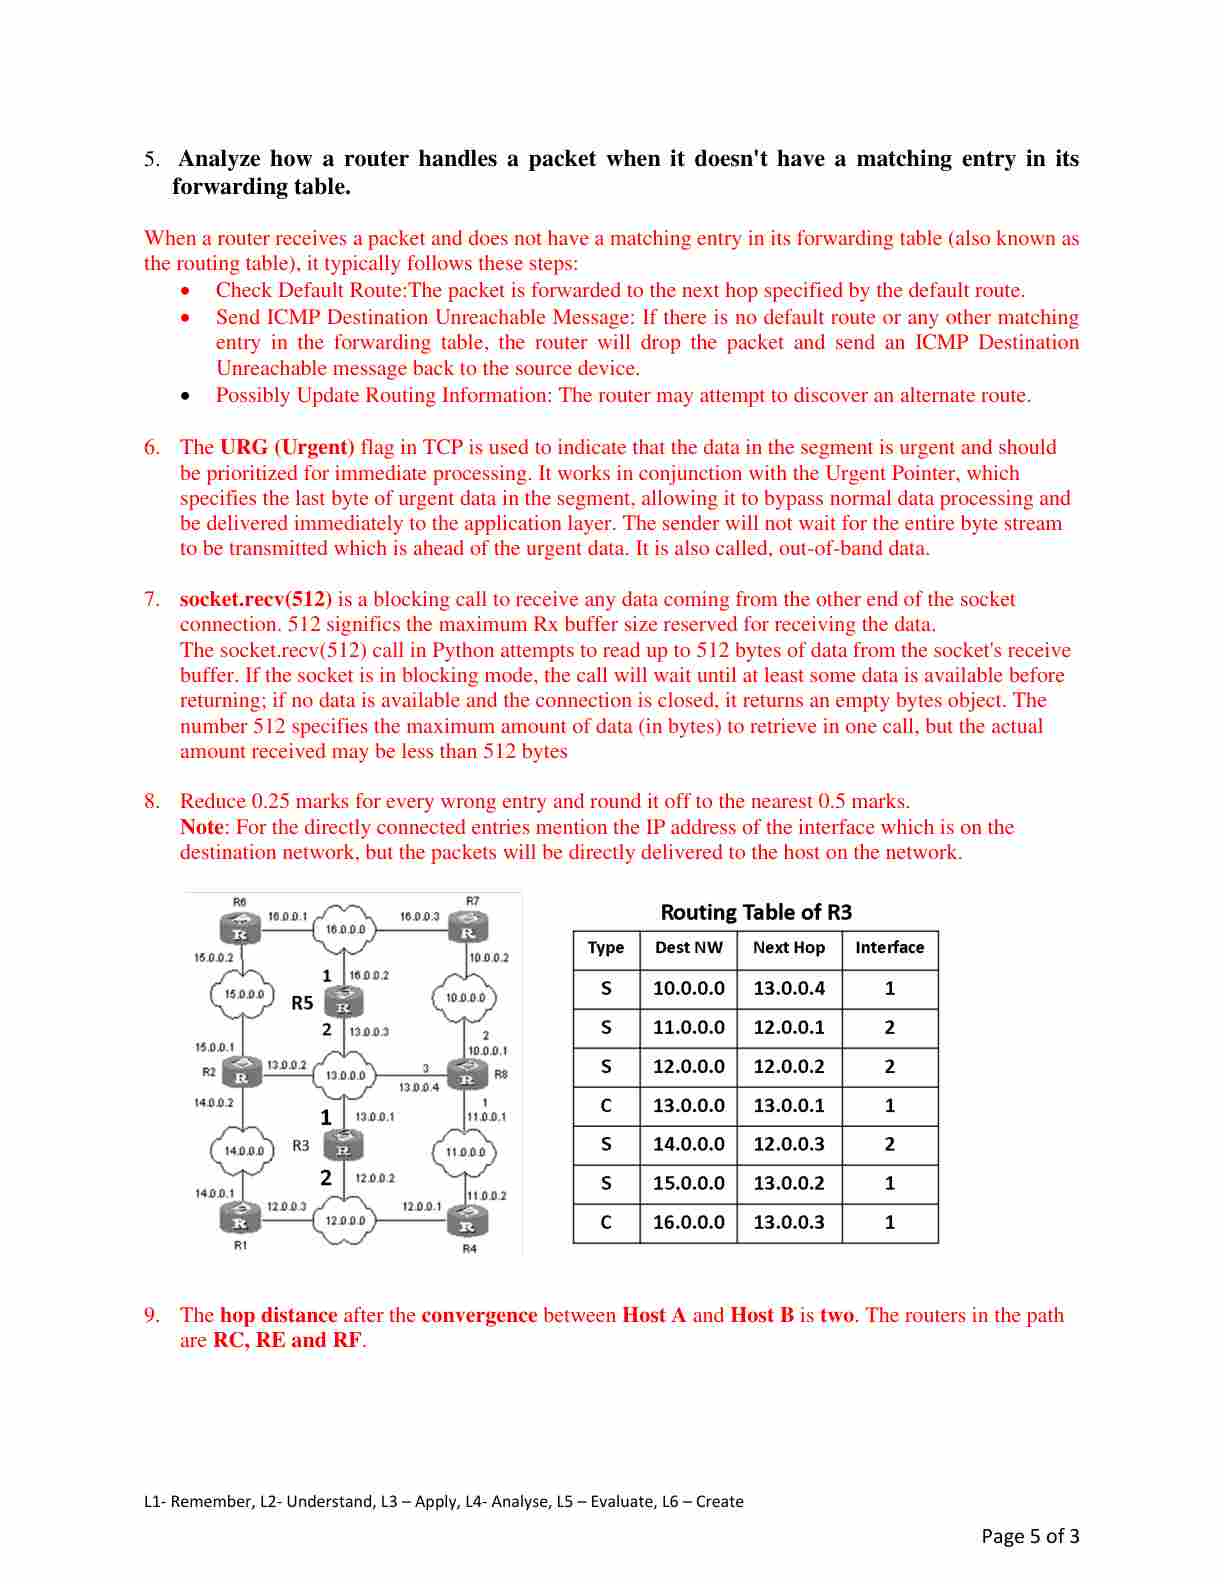 5. Analyze how a router handles a packet when it doesn't have a matching entry in its
forwarding table.
When a router receives a packet and does not have a matching entry in its forwarding table (also known as
the routing table), it typically follows these steps:
• Check Default Route:The packet is forwarded to the next hop specified by the default route.
• Send ICMP Destination Unreachable Message: If there is no default route or any other matching
entry in the forwarding table, the router will drop the packet and send an ICMP Destination
Unreachable message back to the source device.
• Possibly Update Routing Information: The router may attempt to discover an alternate route.
6. The URG (Urgent) flag in TCP is used to indicate that the data in the segment is urgent and should
be prioritized for immediate processing. It works in conjunction with the Urgent Pointer, which
specifies the last byte of urgent data in the segment, allowing it to bypass normal data processing and
be delivered immediately to the application layer. The sender will not wait for the entire byte stream
to be transmitted which is ahead of the urgent data. It is also called, out-of-band data.
7. socket.recv(512) is a blocking call to receive any data coming from the other end of the socket
connection. 512 significs the maximum Rx buffer size reserved for receiving the data.
The socket.recv(512) call in Python attempts to read up to 512 bytes of data from the socket's receive
buffer. If the socket is in blocking mode, the call will wait until at least some data is available before
returning; if no data is available and the connection is closed, it returns an empty bytes object. The
number 512 specifies the maximum amount of data (in bytes) to retrieve in one call, but the actual
amount received may be less than 512 bytes
8. Reduce 0.25 marks for every wrong entry and round it off to the nearest 0.5 marks.
Note: For the directly connected entries mention the IP address of the interface which is on the
destination network, but the packets will be directly delivered to the host on the network.
R6 R7
16.0.0.1 16.0.0.3
R 16.0.0.0 R
15.0.0.2 10.0.0.2
1 16.0.0.2
15.0.0.0 R5 R 10.0.0.0
2 13.0.0.3 2
15.0.0.1 10.0.0.1
R2 R 13.0.0.2 13.0.0.0 3 R R8
13.0.0.4
14.0.0.2 1
1 13.0.0.1 11.0.0.1
14.0.0.0 R3 R 11.0.0.0
2 12.0.0.2
14.0.0.1 11.0.0.2
12.0.0.3 12.0.0.1
R 12.0.0.0 R
R1 R4
Routing Table of R3
Type Dest NW Next Hop Interface
S 10.0.0.0 13.0.0.4 1
S 11.0.0.0 12.0.0.1 2
S 12.0.0.0 12.0.0.2 2
C 13.0.0.0 13.0.0.1 1
S 14.0.0.0 12.0.0.3 2
S 15.0.0.0 13.0.0.2 1
C 16.0.0.0 13.0.0.3 1
9. The hop distance after the convergence between Host A and Host B is two. The routers in the path
are RC, RE and RF.
L1- Remember, L2- Understand, L3 – Apply, L4- Analyse, L5 – Evaluate, L6 – Create
Page 5 of 3